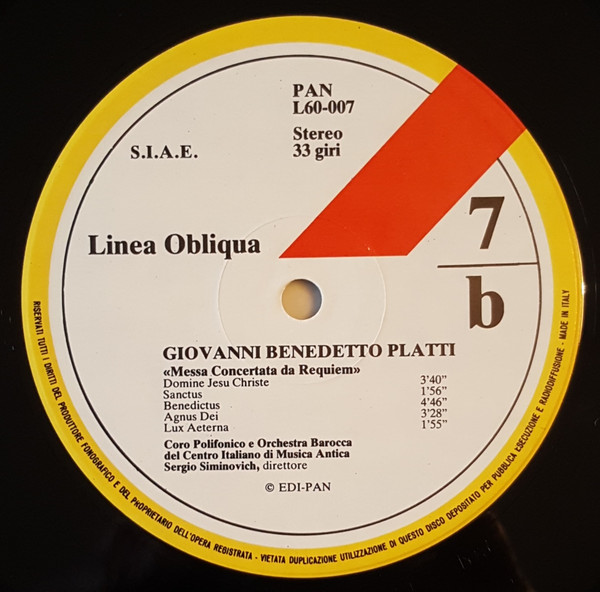 PAN
L60-007
Stereo
33 giri
S.I.A.E.
Linea Obliqua
7
b
GIOVANNI BENEDETTO PLATTI
«Messa Concertata da Requiem»
Domine Jesu Christe 3'40"
Sanctus 1'56"
Benedictus 4'46"
Agnus Dei 3'28"
Lux Aeterna 1'55"
Coro Polifonico e Orchestra Barocca
del Centro Italiano di Musica Antica
Sergio Siminovich, direttore
© EDI-PAN
RISERVATI TUTTI I DIRITTI DEL PRODUTTORE FONOGRAFICO E DEL PROPRIETARIO DELL'OPERA REGISTRATA - VIETATA DUPLICAZIONE UTILIZZAZIONE DI QUESTO DISCO DEPOSITATO PER PUBBLICA ESECUZIONE E RADIODIFFUSIONE - MADE IN ITALY